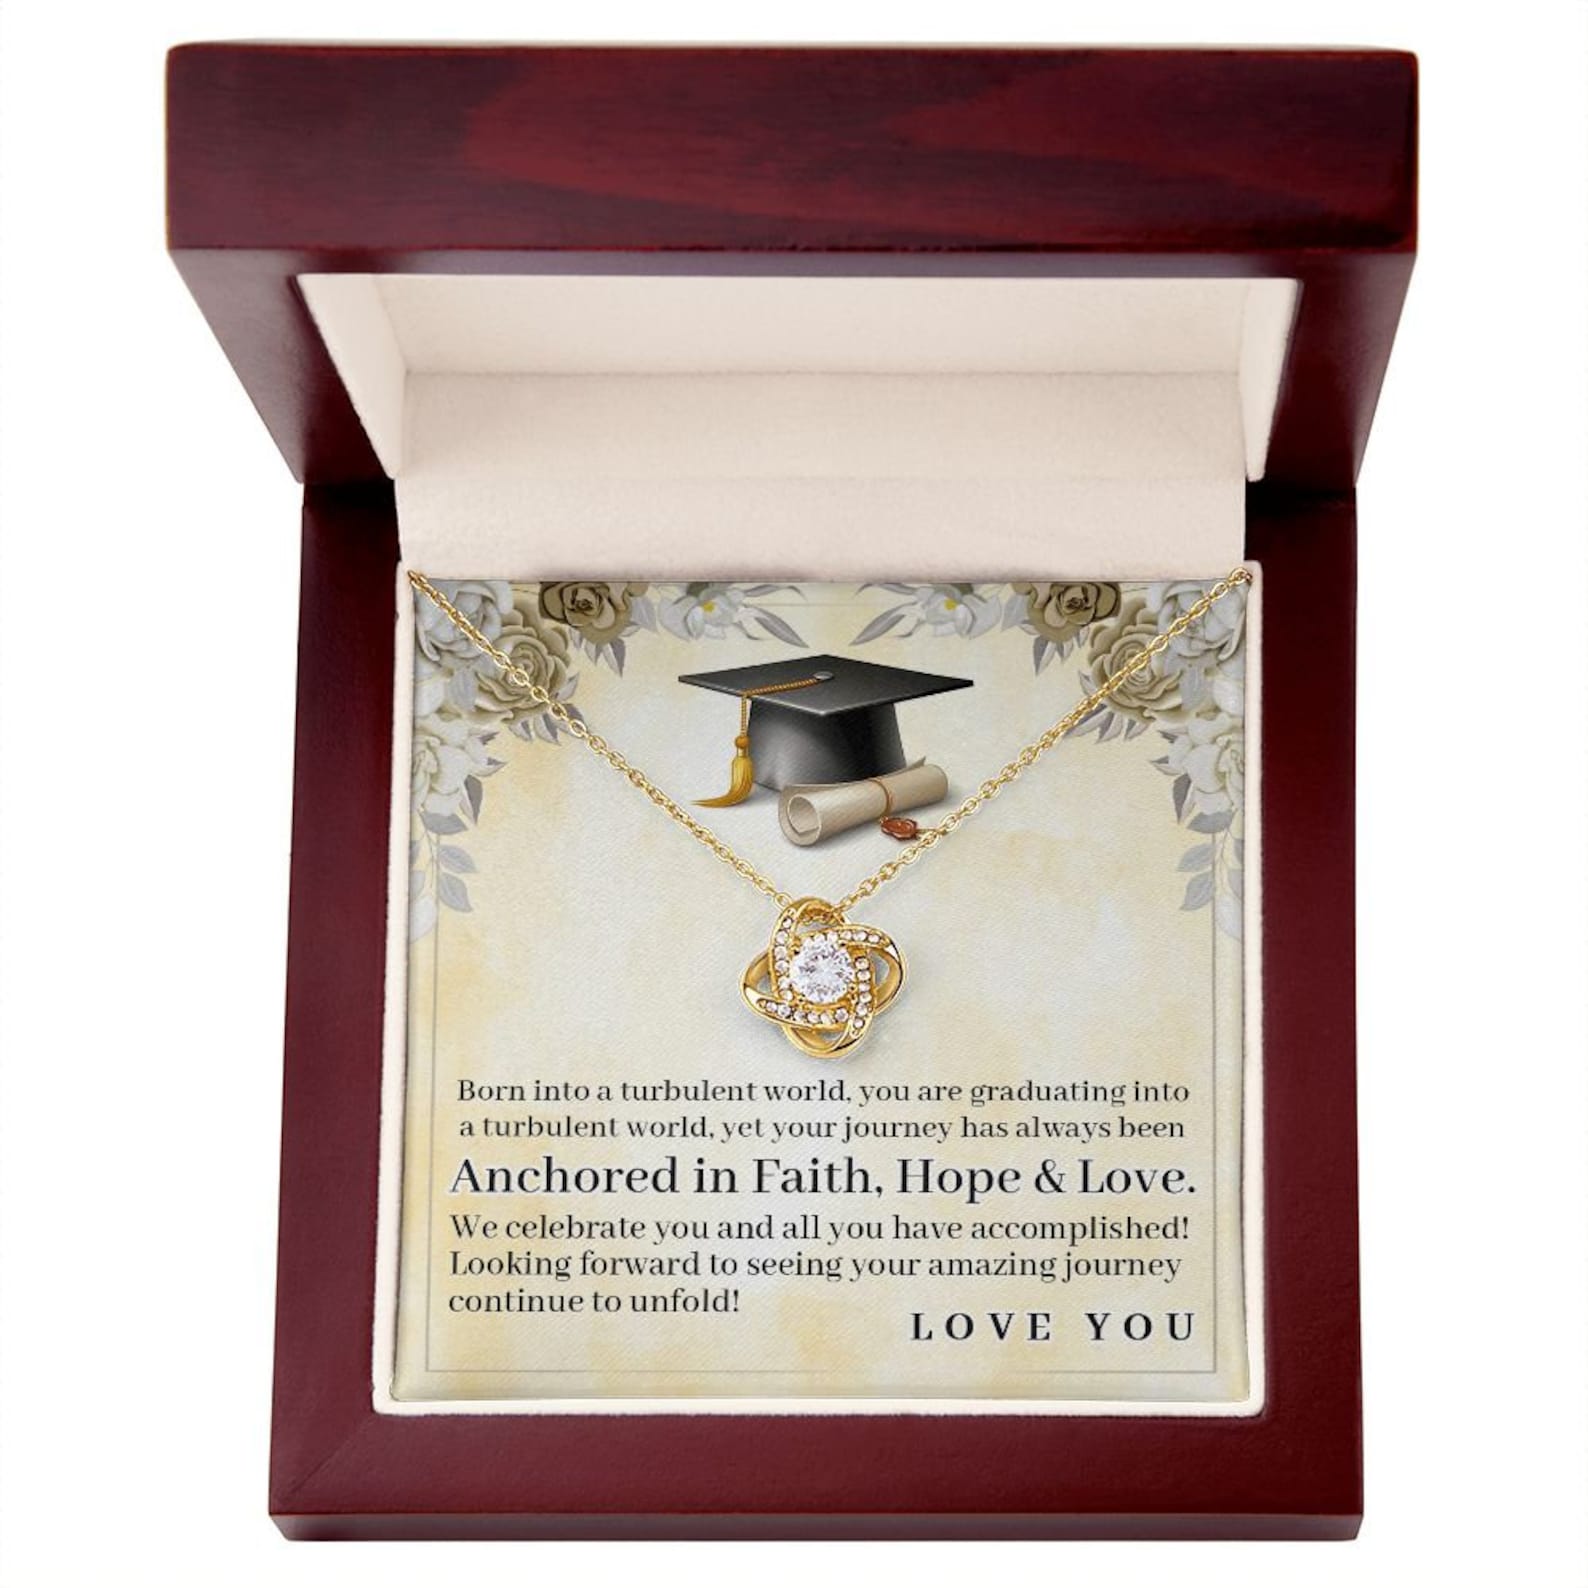 Born into a turbulent world, you are graduating into
a turbulent world, yet your journey has always been
Anchored in Faith, Hope & Love.
We celebrate you and all you have accomplished!
Looking forward to seeing your amazing journey
continue to unfold!
LOVE YOU